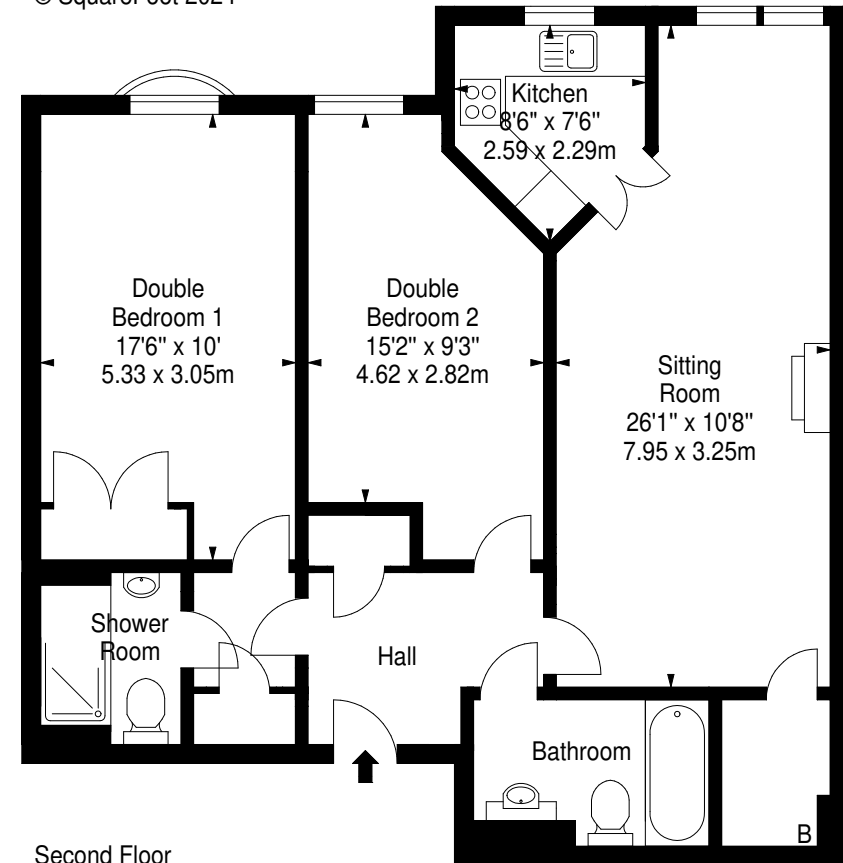 © SquareFoot 2024
Kitchen
8'6" x 7'6"
2.59 x 2.29m
Double
Bedroom 1
17'6" x 10'
5.33 x 3.05m
Double
Bedroom 2
15'2" x 9'3"
4.62 x 2.82m
Sitting
Room
26'1" x 10'8"
7.95 x 3.25m
Shower
Room
Hall
Bathroom
B
Second Floor